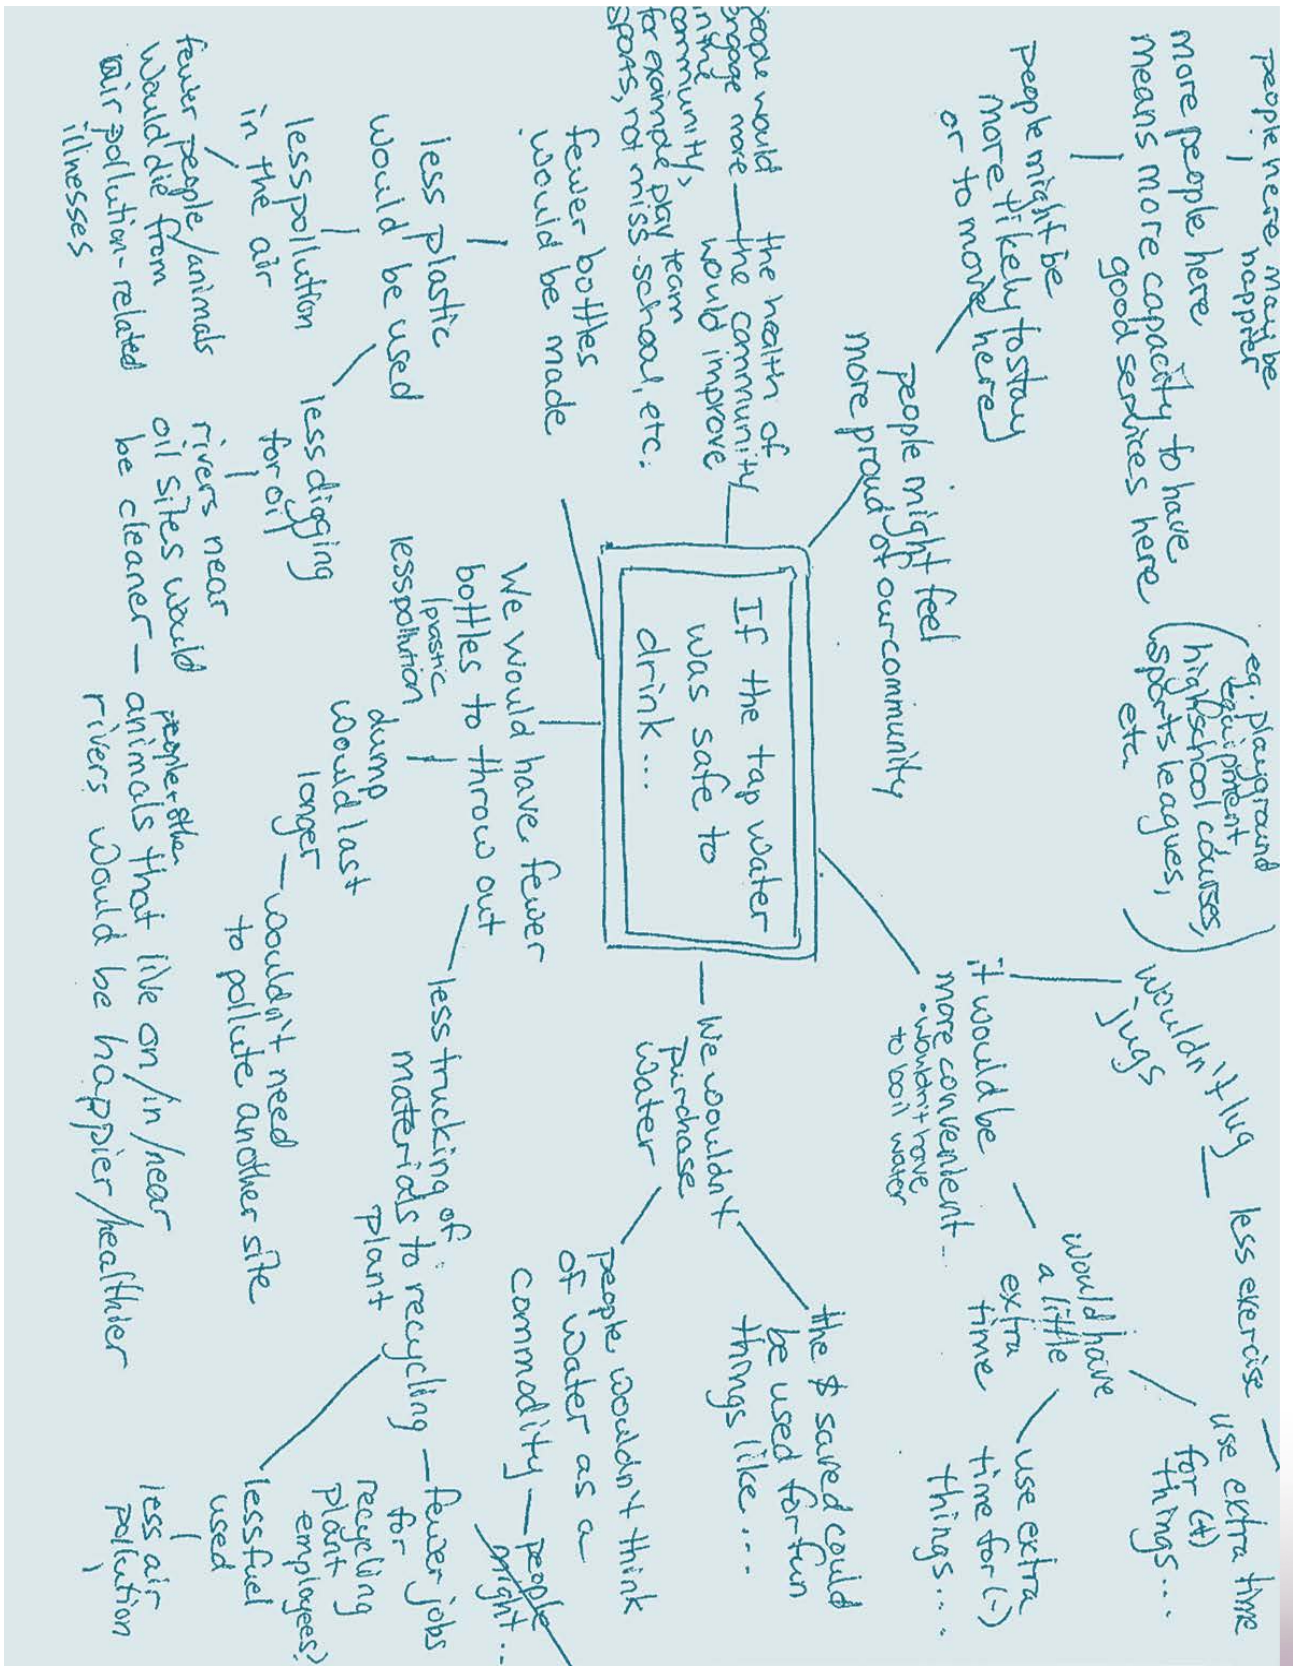 people here may be
happier
more people here
means more capacity to have
good services here
(eg. playground
equipment,
highschool courses,
sports leagues,
etc.)
people might be
more likely to stay
or to move here
people might feel
more proud of our community
people would
engage more
in the
community,
for example play team
sports, not miss school, etc.
the health of
the community
would improve
If the tap water
was safe to
drink...
wouldn't lug
jugs
less exercise
use extra time
for (+)
things...
it would be
more convenient...
• wouldn't have
to boil water
would have
a little
extra
time
use extra
time for (-)
things....
We wouldn't
purchase
water
the $ saved could
be used for fun
things like....
people wouldn't think
of water as a
commodity — people
might...
fewer bottles
would be made
less plastic
would be used
less pollution
in the air
fewer people/animals
would die from
air pollution-related
illnesses
less digging
for oil
rivers near
oil sites would
be cleaner — animals that live on/in/near
people & other
rivers would be happier/healthier
We would have fewer
bottles to throw out
plastic
less pollution
dump
would last
longer
wouldn't need
to pollute another site
less trucking of
materials to recycling
plant
fewer jobs
for
recycling
plant
employees?
less fuel
used
less air
pollution